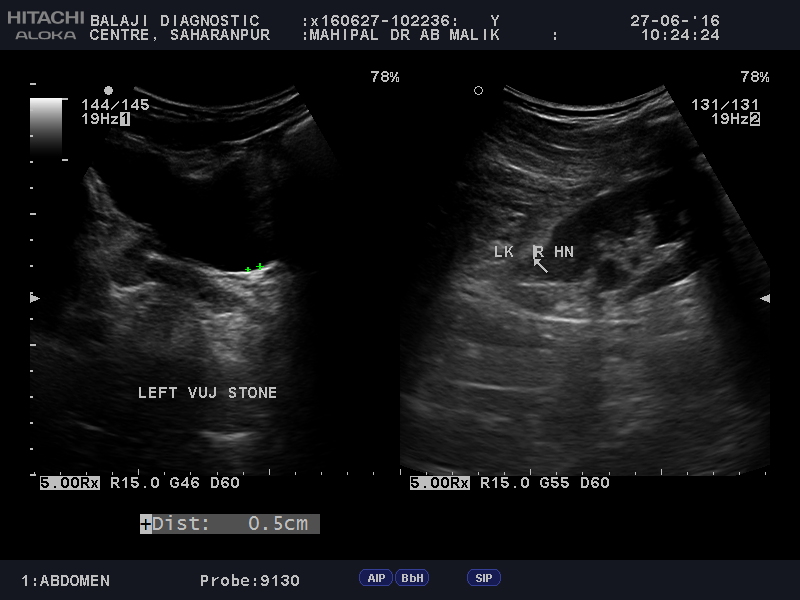 HITACHI BALAJI DIAGNOSTIC :x160627-102236: Y 27-06-'16
ALOKA CENTRE, SAHARANPUR :MAHIPAL DR AB MALIK : 10:24:24
78% 78%
144/145 131/131
19Hz1 19Hz2
LK R HN
LEFT VUJ STONE
5.00Rx R15.0 G46 D60 5.00Rx R15.0 G55 D60
+Dist: 0.5cm
1:ABDOMEN Probe:9130 AIP BbH SIP